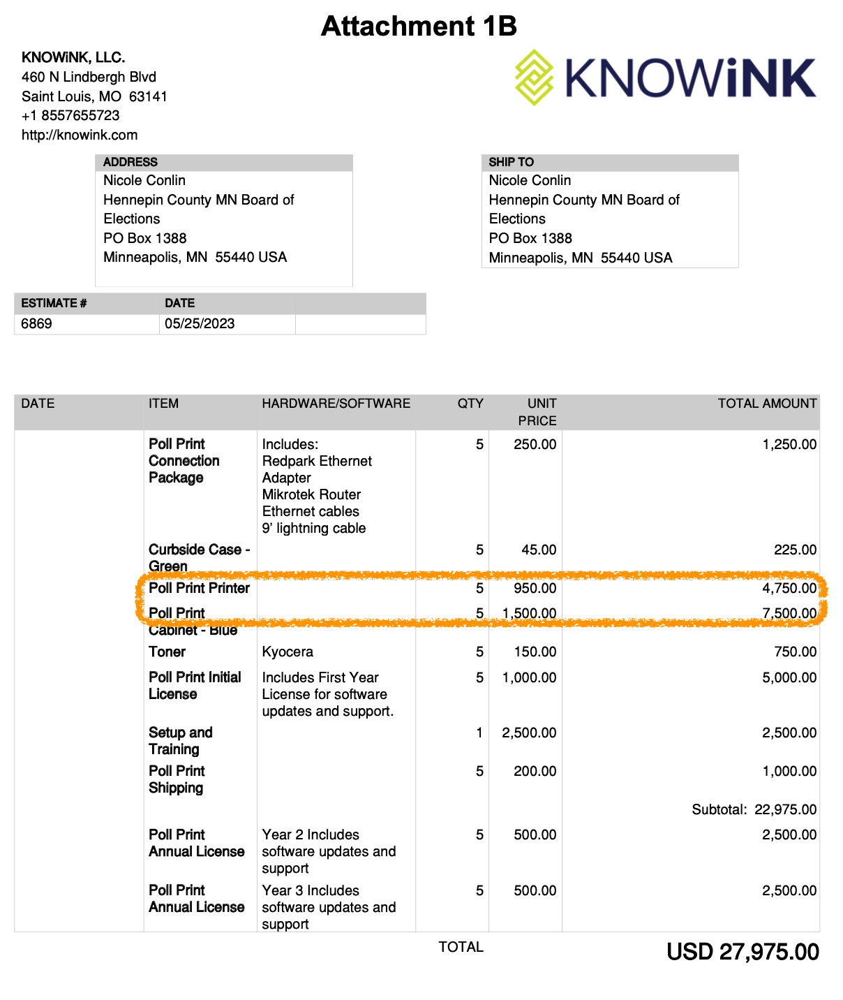 Attachment 1B
KNOWiNK, LLC.
460 N Lindbergh Blvd
Saint Louis, MO 63141
+1 8557655723
http://knowink.com
KNOWiNK
ADDRESS
Nicole Conlin
Hennepin County MN Board of
Elections
PO Box 1388
Minneapolis, MN 55440 USA
SHIP TO
Nicole Conlin
Hennepin County MN Board of
Elections
PO Box 1388
Minneapolis, MN 55440 USA
ESTIMATE # DATE
6869 05/25/2023
DATE ITEM HARDWARE/SOFTWARE QTY UNIT TOTAL AMOUNT
PRICE
Poll Print Includes: 5 250.00 1,250.00
Connection Redpark Ethernet
Package Adapter
Mikrotek Router
Ethernet cables
9’ lightning cable
Curbside Case - 5 45.00 225.00
Green
Poll Print Printer 5 950.00 4,750.00
Poll Print 5 1,500.00 7,500.00
Cabinet - Blue
Toner Kyocera 5 150.00 750.00
Poll Print Initial Includes First Year 5 1,000.00 5,000.00
License License for software
updates and support.
Setup and 1 2,500.00 2,500.00
Training
Poll Print 5 200.00 1,000.00
Shipping
Subtotal: 22,975.00
Poll Print Year 2 Includes 5 500.00 2,500.00
Annual License software updates and
support
Poll Print Year 3 Includes 5 500.00 2,500.00
Annual License software updates and
support
TOTAL USD 27,975.00